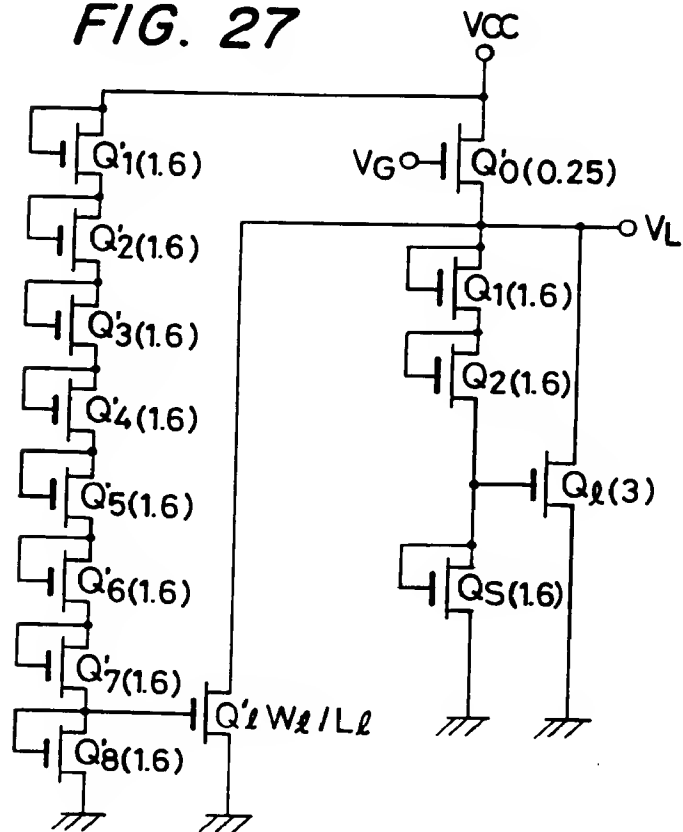 FIG. 27
VCC
Q'1(1.6)
VG
Q'0(0.25)
Q'2(1.6)
VL
Q1(1.6)
Q'3(1.6)
Q2(1.6)
Q'4(1.6)
Qℓ(3)
Q'5(1.6)
Q'6(1.6)
QS(1.6)
Q'7(1.6)
Q'ℓ Wℓ/Lℓ
Q'8(1.6)